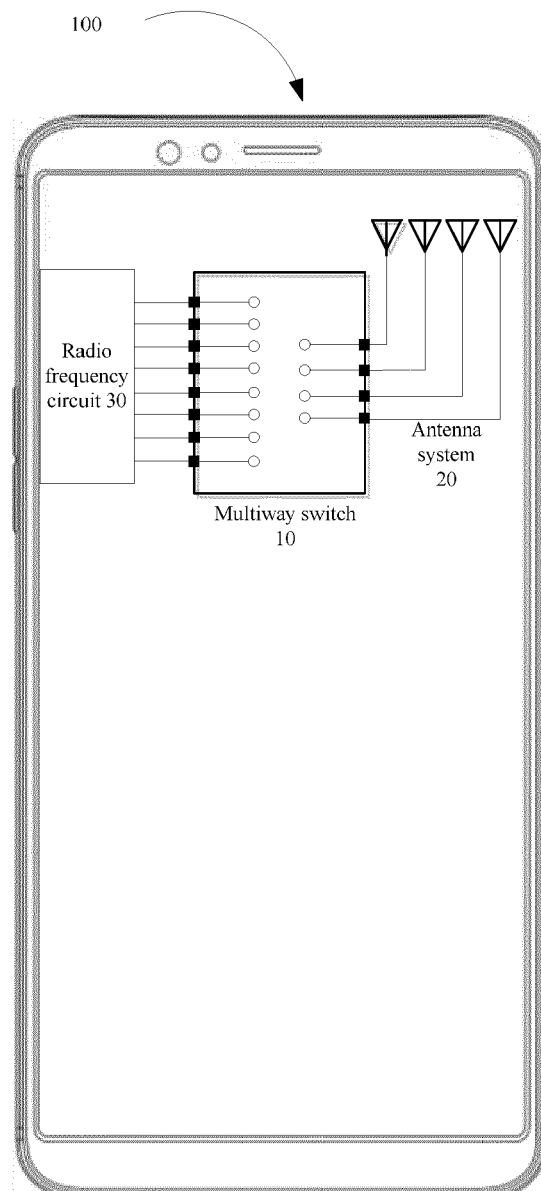 100
Radio
frequency
circuit 30
Antenna
system
20
Multiway switch
10